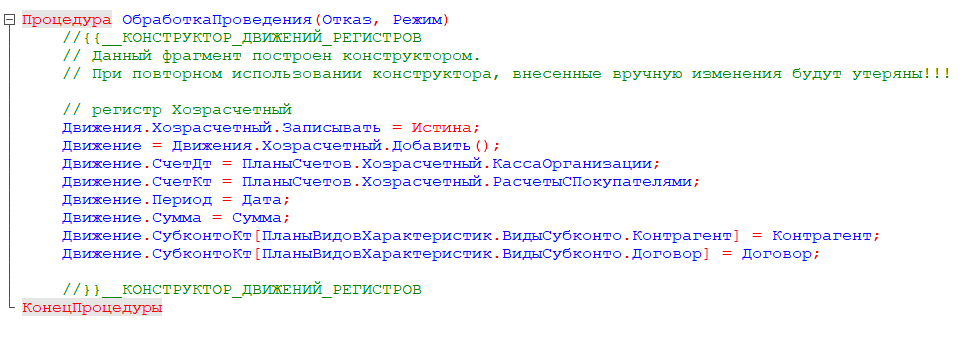 Процедура ОбработкаПроведения(Отказ, Режим)
//{{__КОНСТРУКТОР_ДВИЖЕНИЙ_РЕГИСТРОВ
// Данный фрагмент построен конструктором.
// При повторном использовании конструктора, внесенные вручную изменения будут утеряны!!!
// регистр Хозрасчетный
Движения.Хозрасчетный.Записывать = Истина;
Движение = Движения.Хозрасчетный.Добавить();
Движение.СчетДт = ПланыСчетов.Хозрасчетный.КассаОрганизации;
Движение.СчетКт = ПланыСчетов.Хозрасчетный.РасчетыСПокупателями;
Движение.Период = Дата;
Движение.Сумма = Сумма;
Движение.СубконтоКт[ПланыВидовХарактеристик.ВидыСубконто.Контрагент] = Контрагент;
Движение.СубконтоКт[ПланыВидовХарактеристик.ВидыСубконто.Договор] = Договор;
//}}__КОНСТРУКТОР_ДВИЖЕНИЙ_РЕГИСТРОВ
КонецПроцедуры